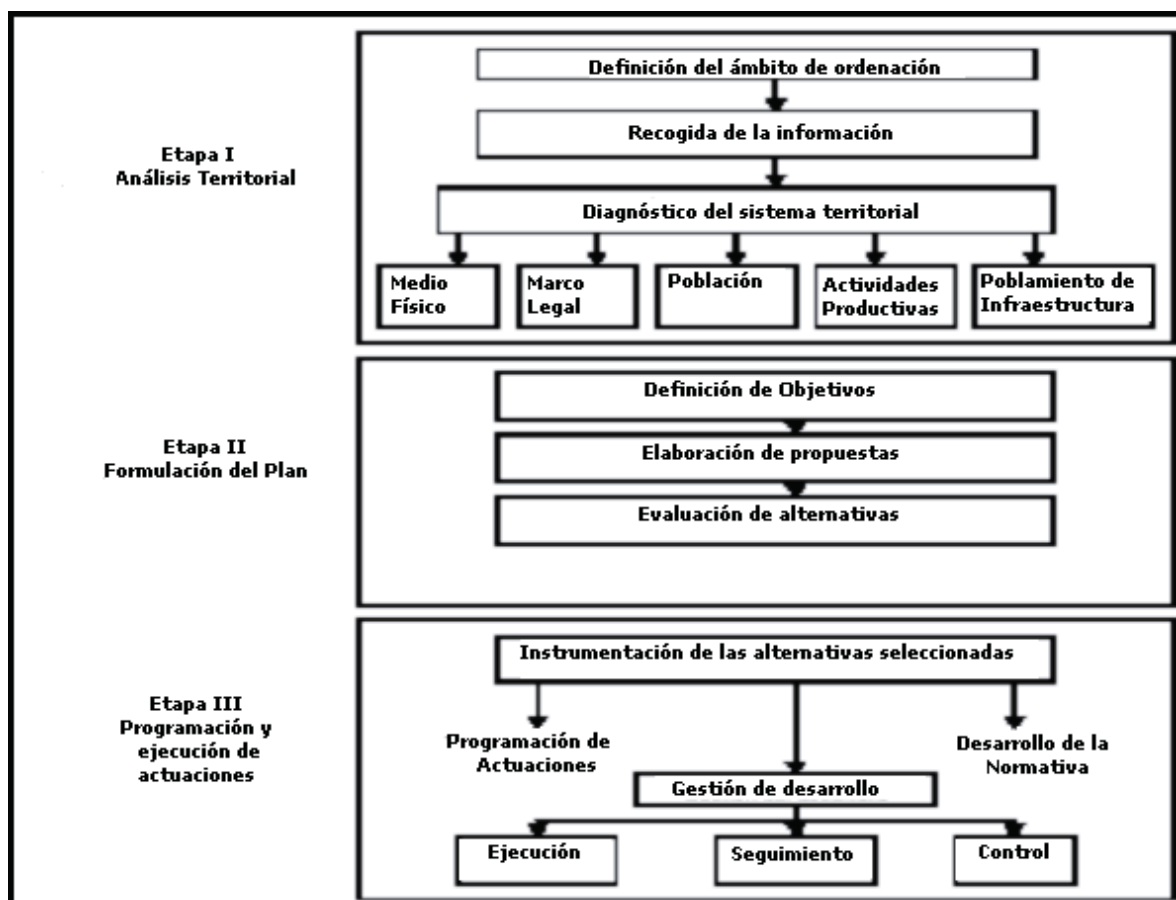 Definición del ámbito de ordenación
Recogida de la información
Etapa I
Análisis Territorial
Diagnóstico del sistema territorial
Medio
Físico
Marco
Legal
Población
Actividades
Productivas
Poblamiento de
Infraestructura
Definición de Objetivos
Etapa II
Formulación del Plan
Elaboración de propuestas
Evaluación de alternativas
Instrumentación de las alternativas seleccionadas
Etapa III
Programación y
ejecución de
actuaciones
Programación de
Actuaciones
Desarrollo de la
Normativa
Gestión de desarrollo
Ejecución
Seguimiento
Control